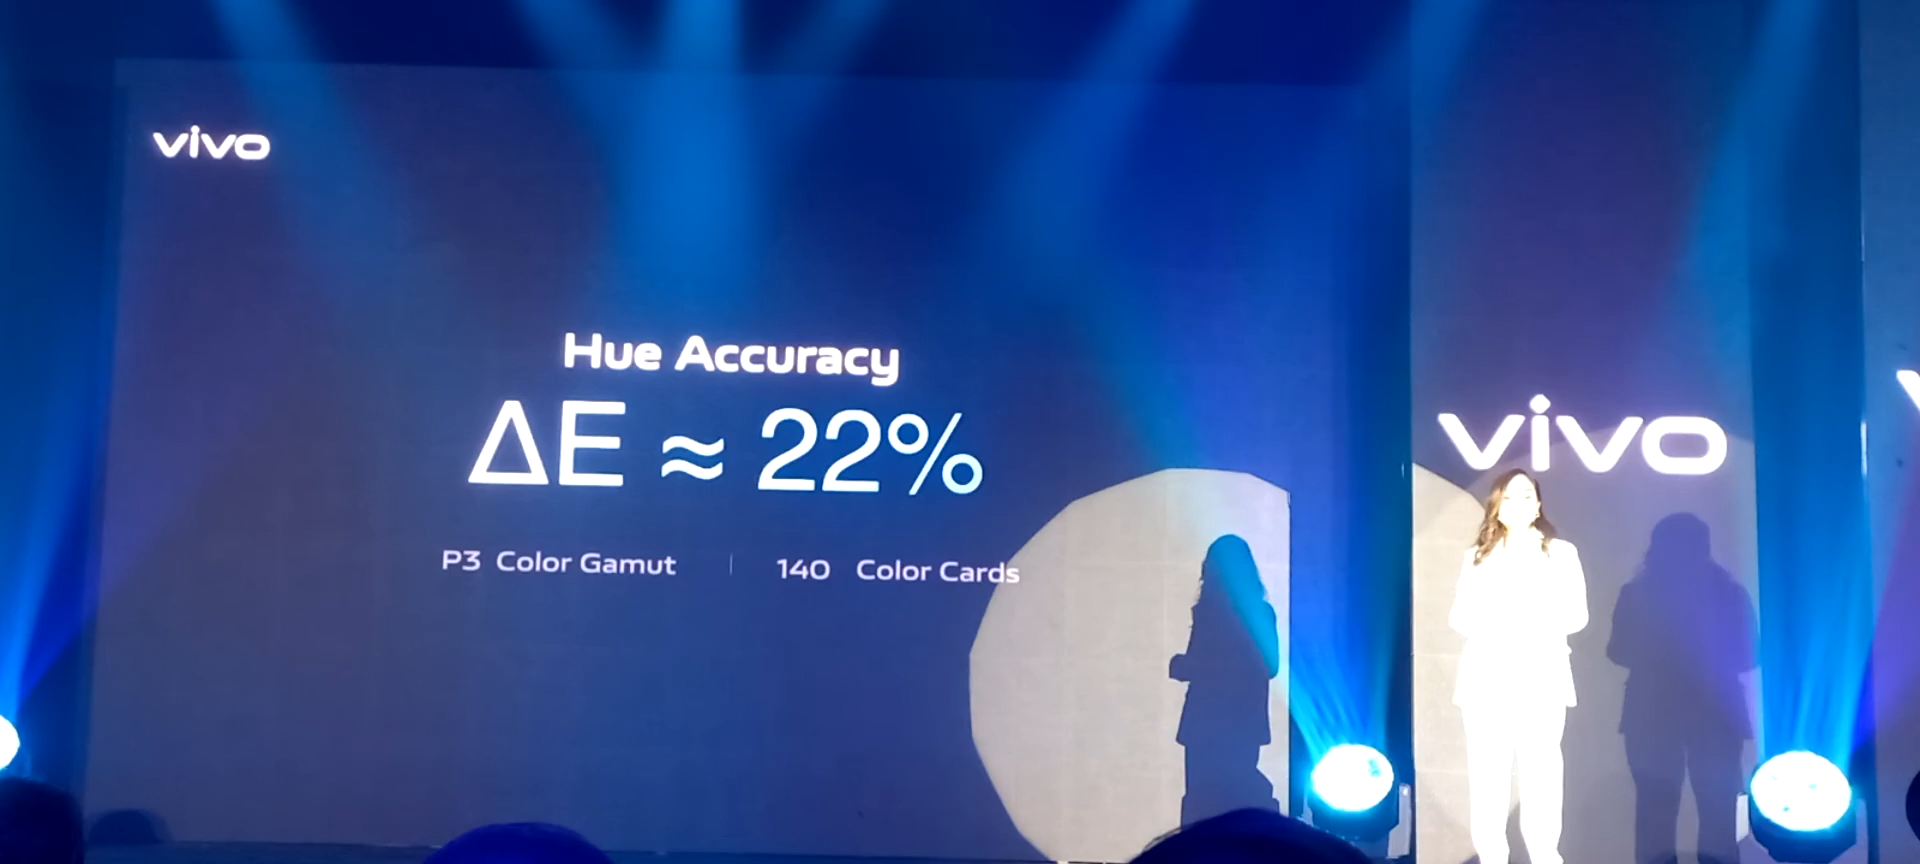 vivo
Hue Accuracy
ΔE ≈ 22%
P3 Color Gamut | 140 Color Cards
vivo